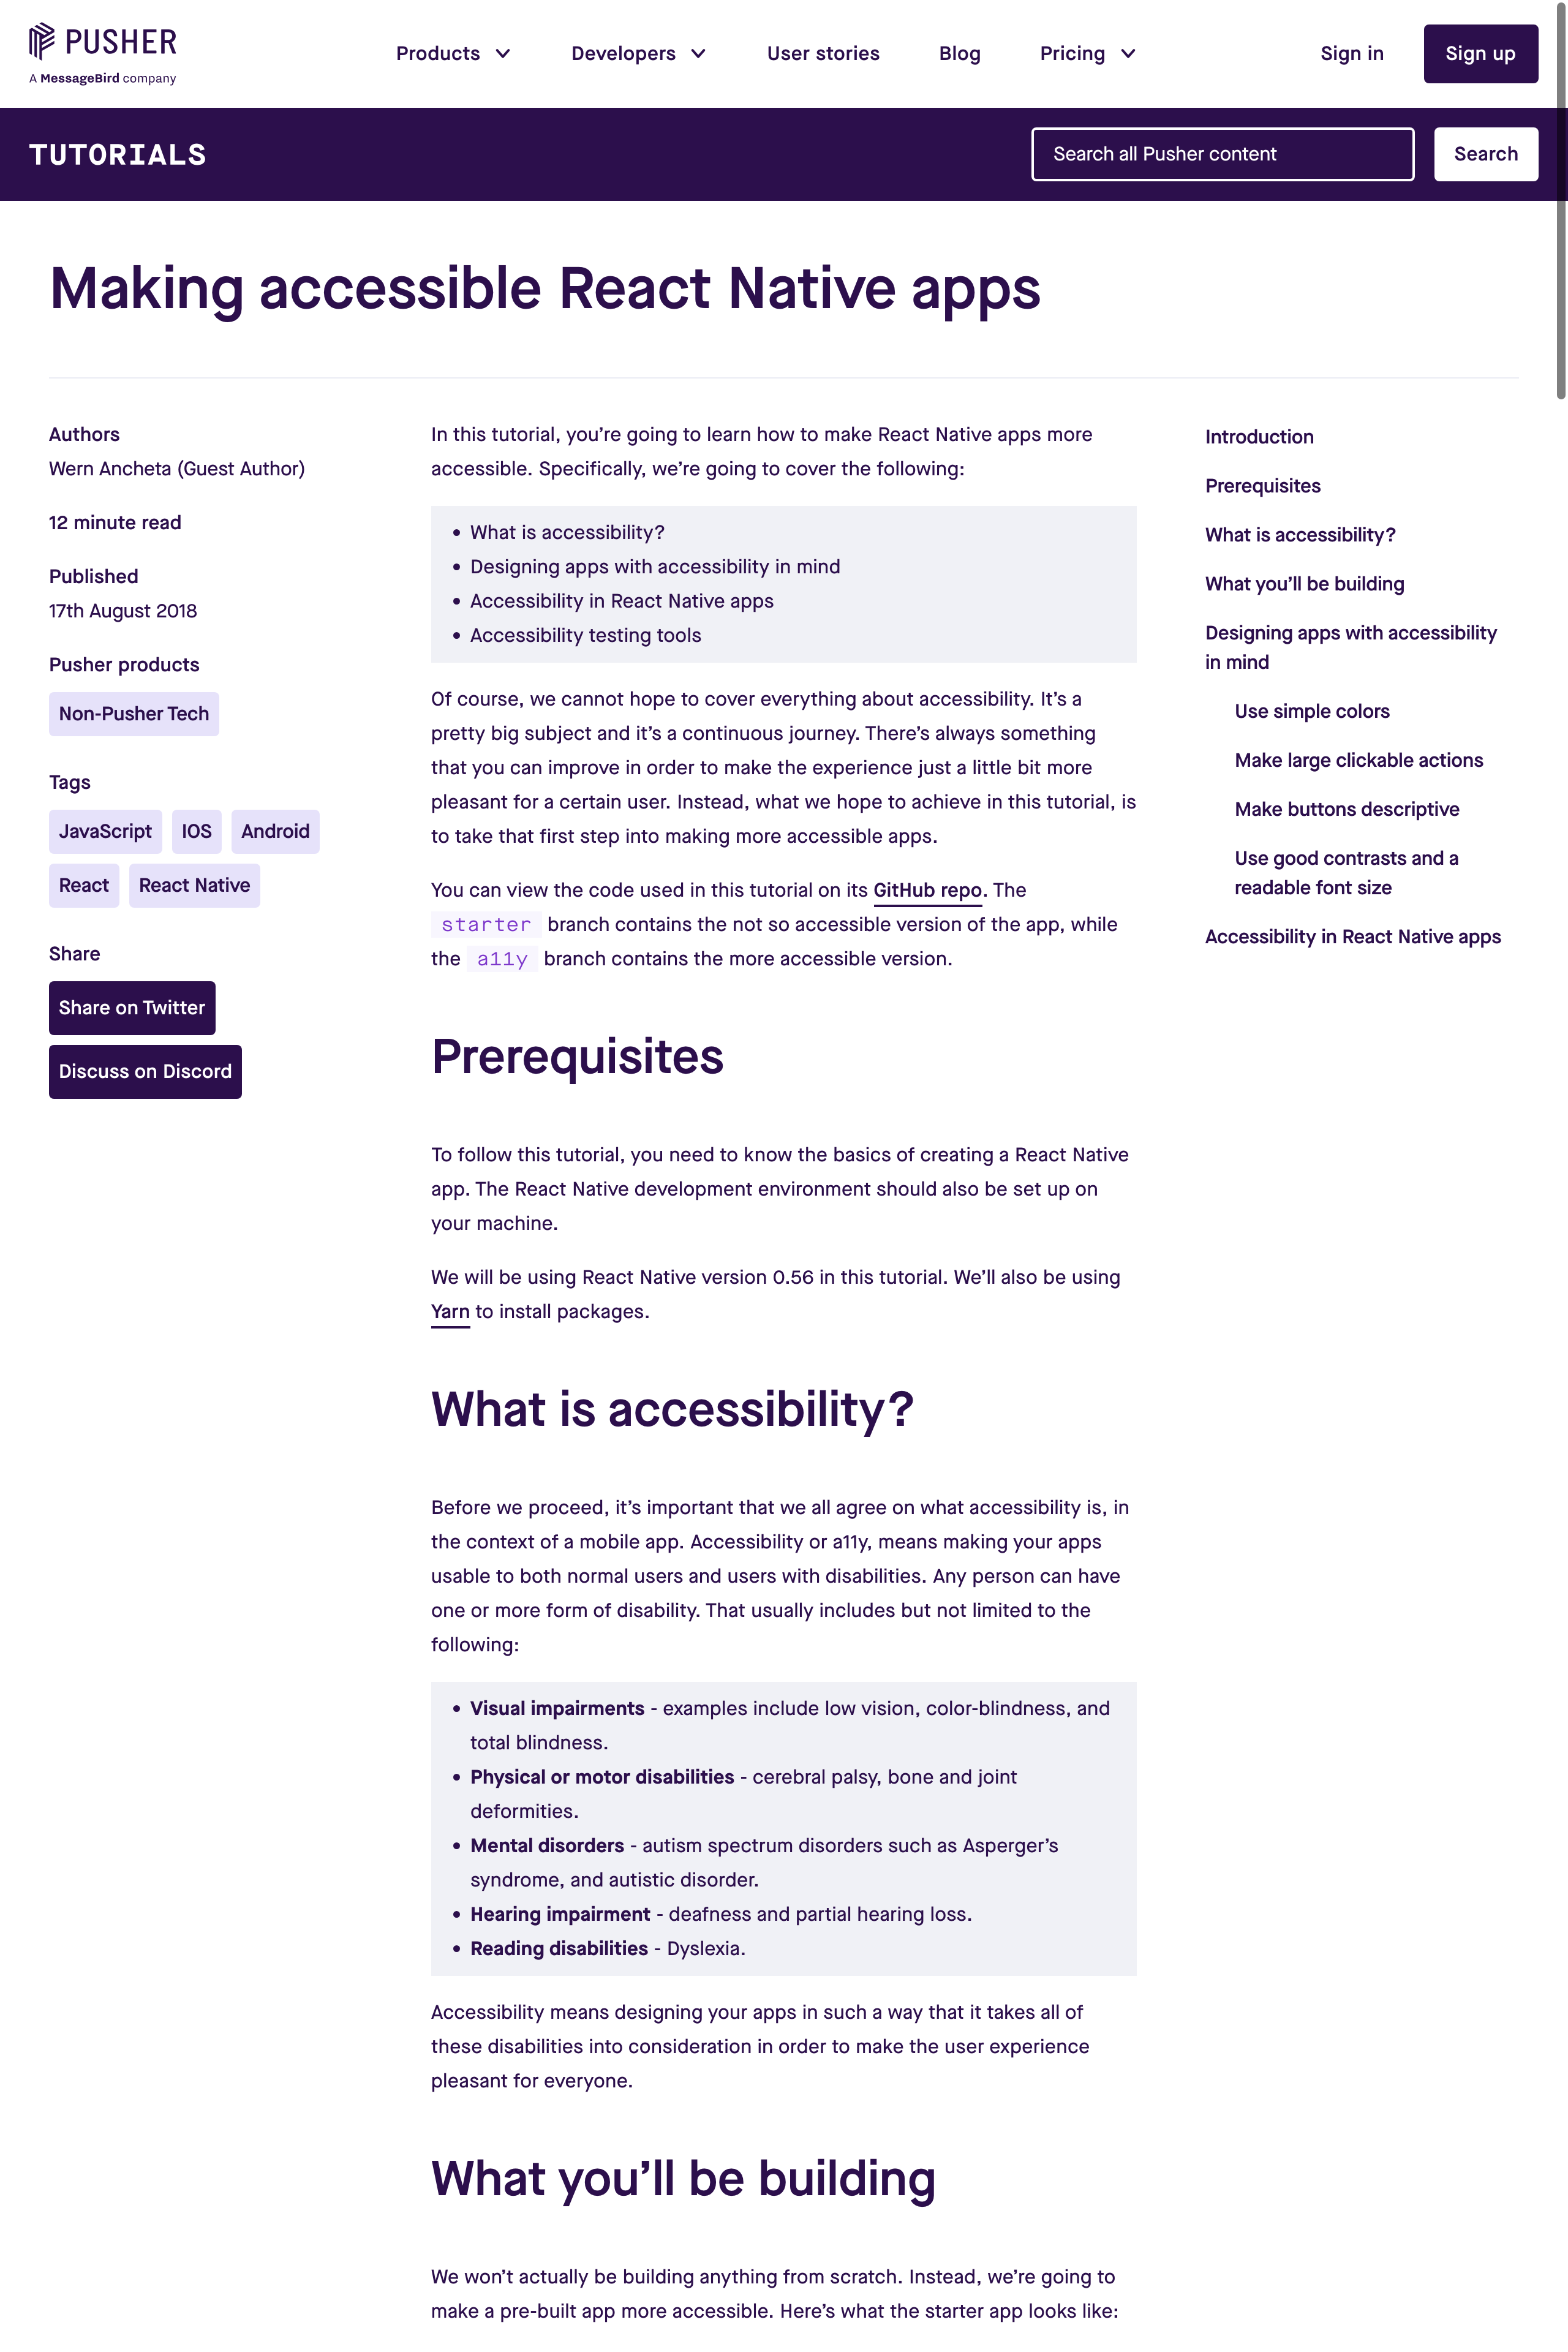 PUSHER
A MessageBird company
Products
Developers
User stories
Blog
Pricing
Sign in
Sign up
TUTORIALS
Search all Pusher content
Search
Making accessible React Native apps
Authors
Wern Ancheta (Guest Author)
12 minute read
Published
17th August 2018
Pusher products
Non-Pusher Tech
Tags
JavaScript
IOS
Android
React
React Native
Share
Share on Twitter
Discuss on Discord
In this tutorial, you’re going to learn how to make React Native apps more
accessible. Specifically, we’re going to cover the following:
• What is accessibility?
• Designing apps with accessibility in mind
• Accessibility in React Native apps
• Accessibility testing tools
Of course, we cannot hope to cover everything about accessibility. It’s a
pretty big subject and it’s a continuous journey. There’s always something
that you can improve in order to make the experience just a little bit more
pleasant for a certain user. Instead, what we hope to achieve in this tutorial, is
to take that first step into making more accessible apps.
You can view the code used in this tutorial on its GitHub repo. The
starter branch contains the not so accessible version of the app, while
the a11y branch contains the more accessible version.
Prerequisites
To follow this tutorial, you need to know the basics of creating a React Native
app. The React Native development environment should also be set up on
your machine.
We will be using React Native version 0.56 in this tutorial. We’ll also be using
Yarn to install packages.
What is accessibility?
Before we proceed, it’s important that we all agree on what accessibility is, in
the context of a mobile app. Accessibility or a11y, means making your apps
usable to both normal users and users with disabilities. Any person can have
one or more form of disability. That usually includes but not limited to the
following:
• Visual impairments - examples include low vision, color-blindness, and
total blindness.
• Physical or motor disabilities - cerebral palsy, bone and joint
deformities.
• Mental disorders - autism spectrum disorders such as Asperger’s
syndrome, and autistic disorder.
• Hearing impairment - deafness and partial hearing loss.
• Reading disabilities - Dyslexia.
Accessibility means designing your apps in such a way that it takes all of
these disabilities into consideration in order to make the user experience
pleasant for everyone.
What you’ll be building
We won’t actually be building anything from scratch. Instead, we’re going to
make a pre-built app more accessible. Here’s what the starter app looks like:
Introduction
Prerequisites
What is accessibility?
What you’ll be building
Designing apps with accessibility
in mind
Use simple colors
Make large clickable actions
Make buttons descriptive
Use good contrasts and a
readable font size
Accessibility in React Native apps